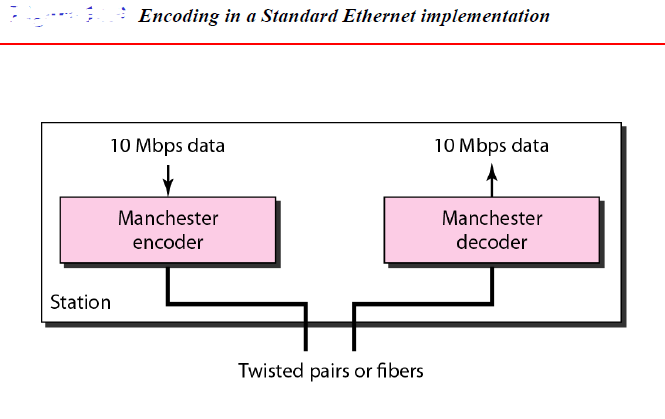 Encoding in a Standard Ethernet implementation
10 Mbps data
10 Mbps data
Manchester
encoder
Manchester
decoder
Station
Twisted pairs or fibers